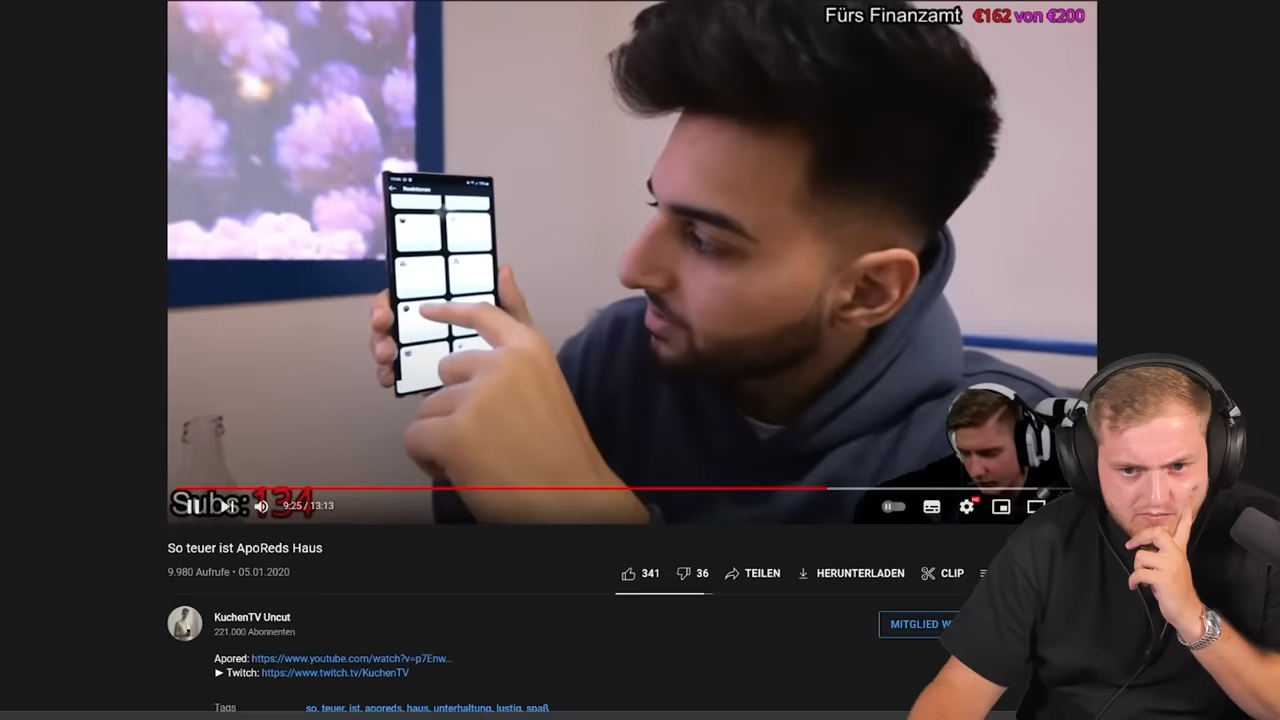 Fürs Finanzamt €162 von €200
Reaktionen
Subs: 134
9:25 / 13:13
So teuer ist ApoReds Haus
9.980 Aufrufe • 05.01.2020
341
36
TEILEN
HERUNTERLADEN
CLIP
KuchenTV Uncut
221.000 Abonnenten
MITGLIED W
Apored: https://www.youtube.com/watch?v=p7Enw...
► Twitch: https://www.twitch.tv/KuchenTV
Tags so, teuer, ist, aporeds, haus, unterhaltung, lustig, spaß